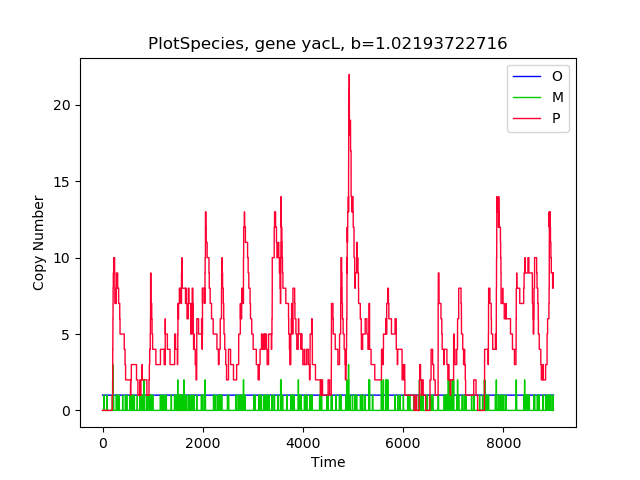 PlotSpecies, gene yacL, b=1.02193722716
O
M
P
20
15
10
5
0
Copy Number
0 2000 4000 6000 8000
Time